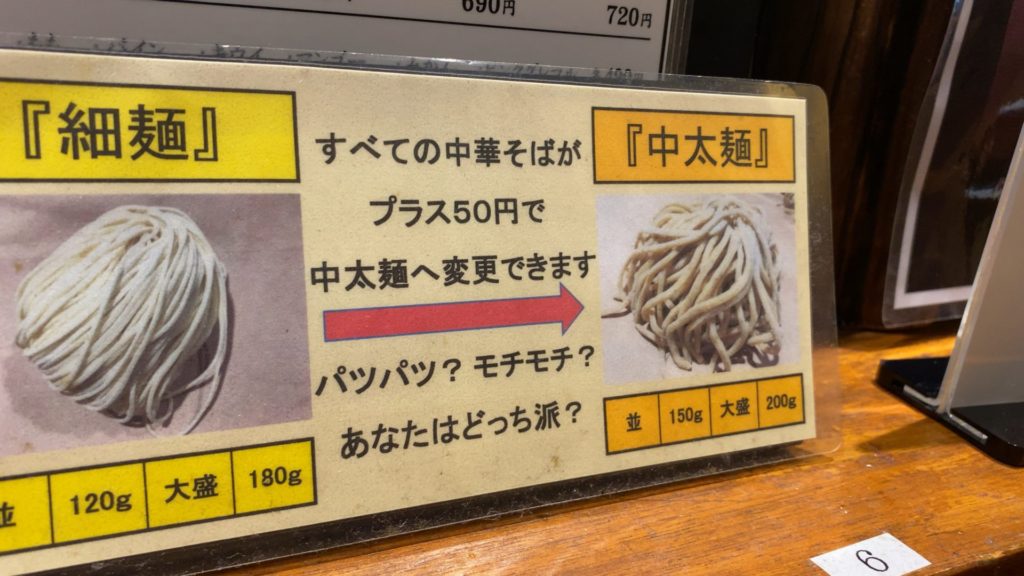 690円
720円
『細麺』
すべての中華そばが
プラス50円で
中太麺へ変更できます
パツパツ？ モチモチ？
あなたはどっち派？
並 120g 大盛 180g
『中太麺』
並 150g 大盛 200g
6